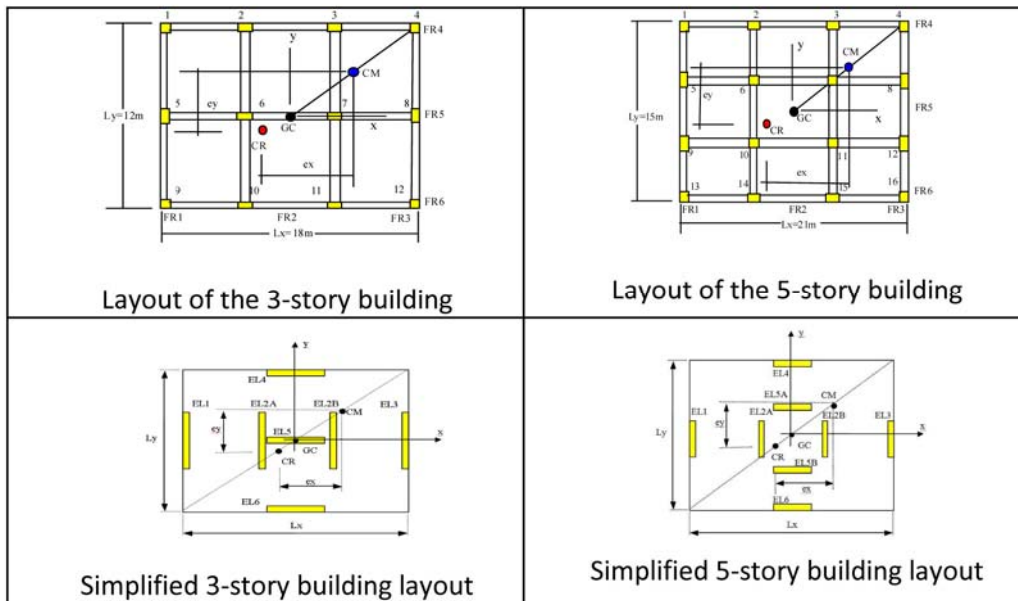 1 2 3 4
FR4
y
CM
Ly=12m
ey
5 6 7 8
FR5
GC
x
CR
ex
9 10 11 12
FR6
FR1 FR2 FR3
Lx=18m
Layout of the 3-story building
1 2 3 4
FR4
CM
y
5 6 8
ey
Ly=15m
FR5
GC
x
CR
9 10 11 12
ex
13 14 15 16
FR6
FR1 FR2 FR3
Lx=21m
Layout of the 5-story building
y
EL4
EL1 EL2A EL2B CM EL3
ey
Ly
EL5
x
GC
CR
ex
EL6
Lx
Simplified 3-story building layout
y
EL4
EL5A
CM
EL1 EL2A EL2B EL3
ey
x
Ly
GC
CR
EL5B
ex
EL6
Lx
Simplified 5-story building layout